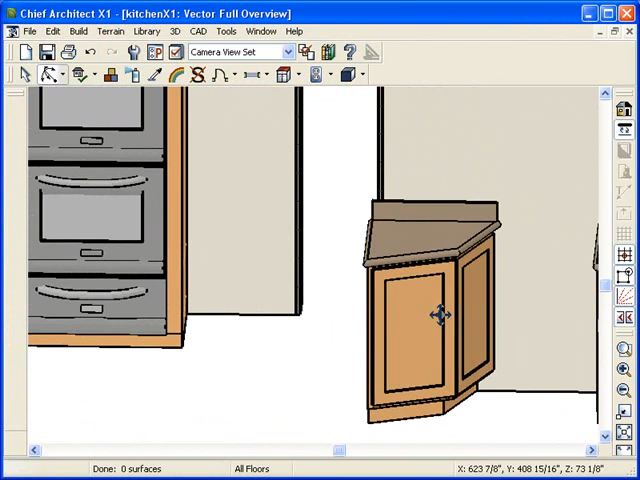 Chief Architect X1 - [kitchenX1: Vector Full Overview]
File Edit Build Terrain Library 3D CAD Tools Window Help
Camera View Set
Done: 0 surfaces All Floors X: 623 7/8", Y: 408 15/16", Z: 73 1/8"